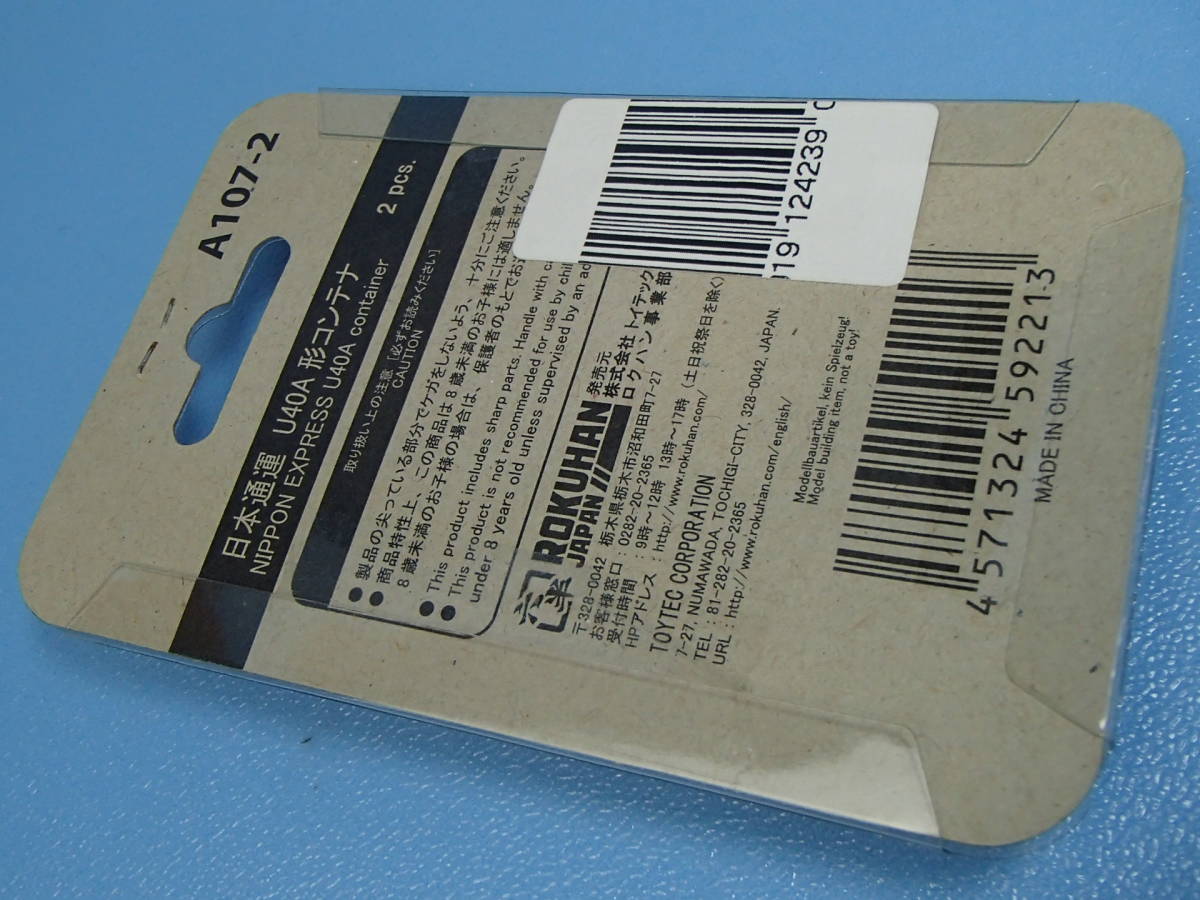 A107-2
日本通運 U40A 形コンテナ
NIPPON EXPRESS U40A container 2 pcs.
取り扱い上の注意 [必ずお読みください]
CAUTION
● 製品の尖っている部分でケガをしないよう、十分にご注意ください。
● 商品特性上、この商品は8歳未満のお子様には適しません。
8歳未満のお子様の場合は、保護者のもとでお
● This product includes sharp parts. Handle with
● This product is not recommended for use by
under 8 years old unless supervised by an
ROKUHAN
JAPAN
発売元
株式会社 トイテック
ロクハン 事業部
〒328-0042 栃木県栃木市沼和田町7-27
お客様窓口 : 0282-20-2365
受付時間 : 9時～12時 13時～17時 (土日祝祭日を除く)
HPアドレス : http://www.rokuhan.com/
TOYTEC CORPORATION
7-27, NUMAWADA, TOCHIGI-CITY, 328-0042, JAPAN.
TEL : 81-282-20-2365
URL : http://www.rokuhan.com/english/
Modellbauartikel, kein Spielzeug!
Model building item, not a toy!
19 124239 0
4 571324 592213
MADE IN CHINA